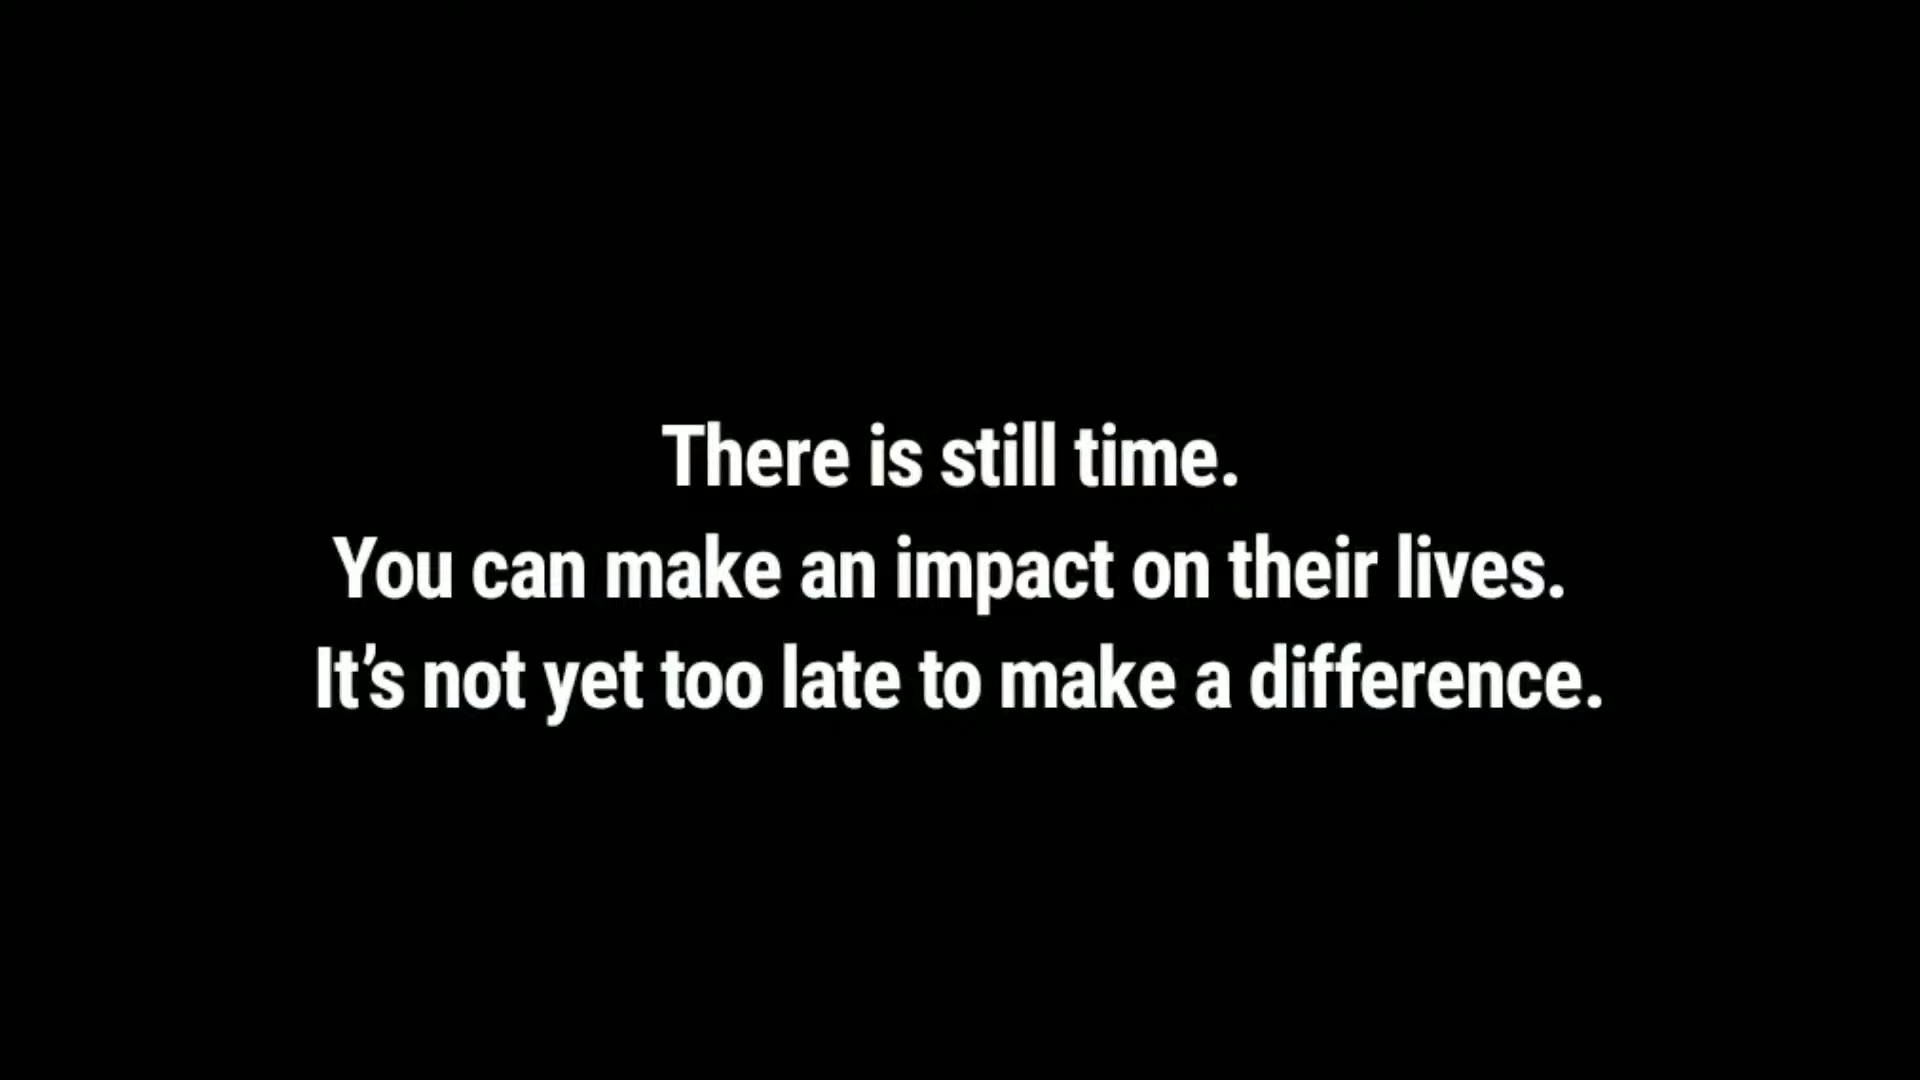 There is still time.
You can make an impact on their lives.
It’s not yet too late to make a difference.